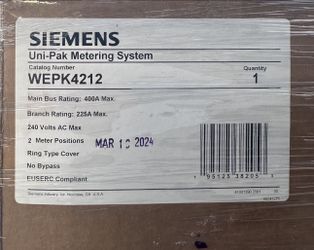 SIEMENS
Uni-Pak Metering System
Catalog Number
WEPK4212
Quantity
1
Main Bus Rating: 400A Max.
Branch Rating: 225A Max.
240 Volts AC Max
2 Meter Positions
MAR 2024
Ring Type Cover
No Bypass
EUSERC Compliant